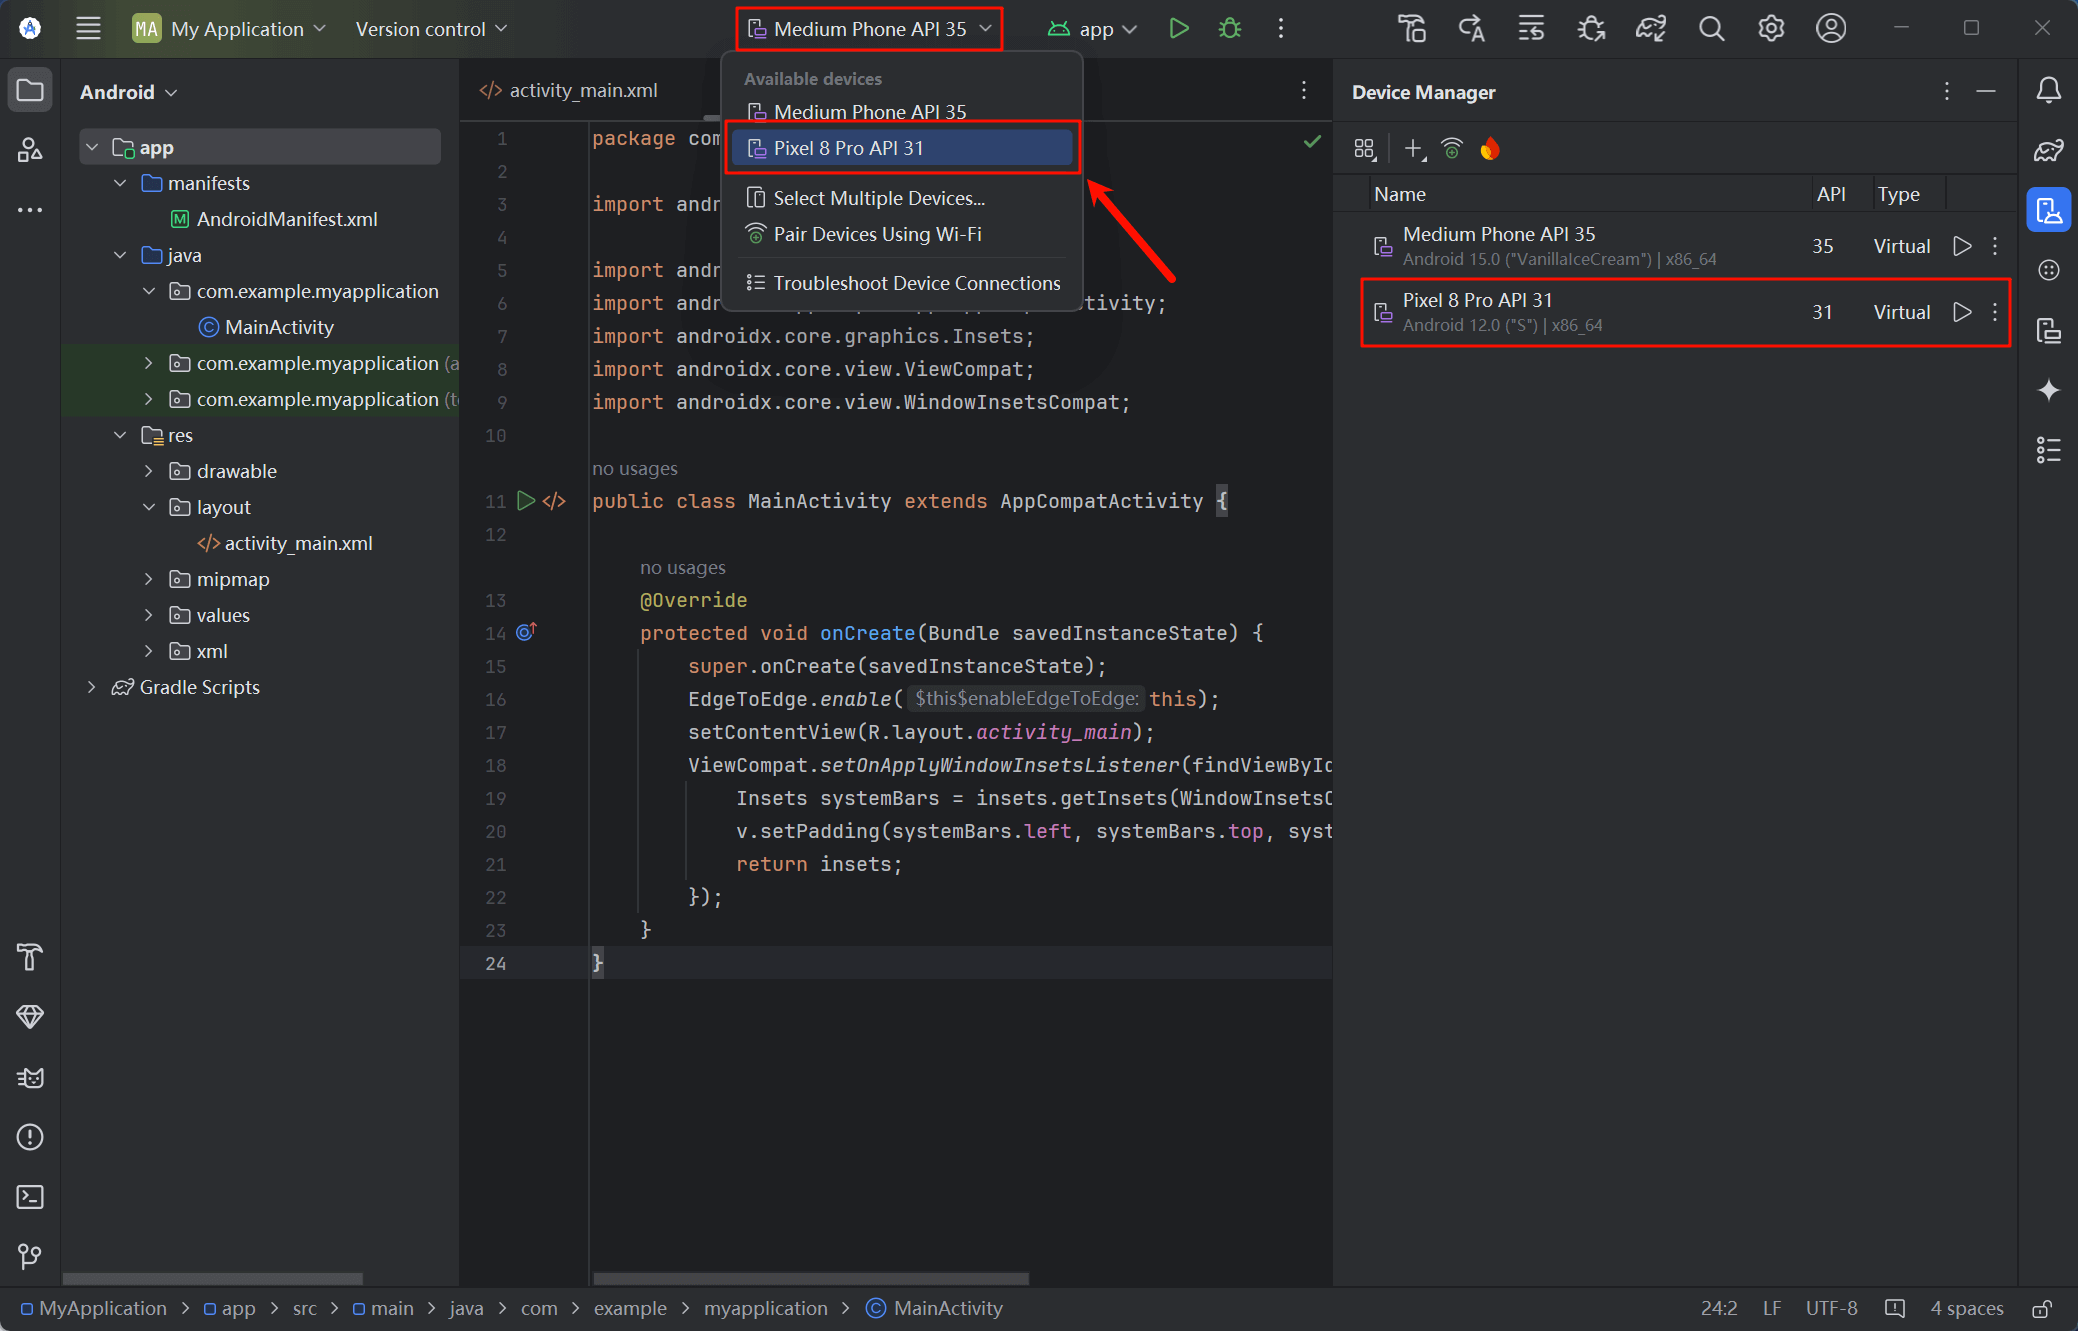 MA My Application Version control Medium Phone API 35 app
Android
app
manifests
AndroidManifest.xml
java
com.example.myapplication
MainActivity
com.example.myapplication
com.example.myapplication
res
drawable
layout
activity_main.xml
mipmap
values
xml
Gradle Scripts
activity_main.xml
Available devices
Medium Phone API 35
Pixel 8 Pro API 31
Select Multiple Devices...
Pair Devices Using Wi-Fi
Troubleshoot Device Connections
1 package com
2
3 import andr
4
5 import andr
6 import andr tivity;
7 import androidx.core.graphics.Insets;
8 import androidx.core.view.ViewCompat;
9 import androidx.core.view.WindowInsetsCompat;
10
no usages
11 public class MainActivity extends AppCompatActivity {
12
no usages
13 @Override
14 protected void onCreate(Bundle savedInstanceState) {
15 super.onCreate(savedInstanceState);
16 EdgeToEdge.enable( $this$enableEdgeToEdge: this);
17 setContentView(R.layout.activity_main);
18 ViewCompat.setOnApplyWindowInsetsListener(findViewById
19 Insets systemBars = insets.getInsets(WindowInsetsC
20 v.setPadding(systemBars.left, systemBars.top, syst
21 return insets;
22 });
23 }
24 }
Device Manager
Name API Type
Medium Phone API 35 35 Virtual
Android 15.0 ("VanillaIceCream") | x86_64
Pixel 8 Pro API 31 31 Virtual
Android 12.0 ("S") | x86_64
MyApplication > app > src > main > java > com > example > myapplication > MainActivity 24:2 LF UTF-8 4 spaces